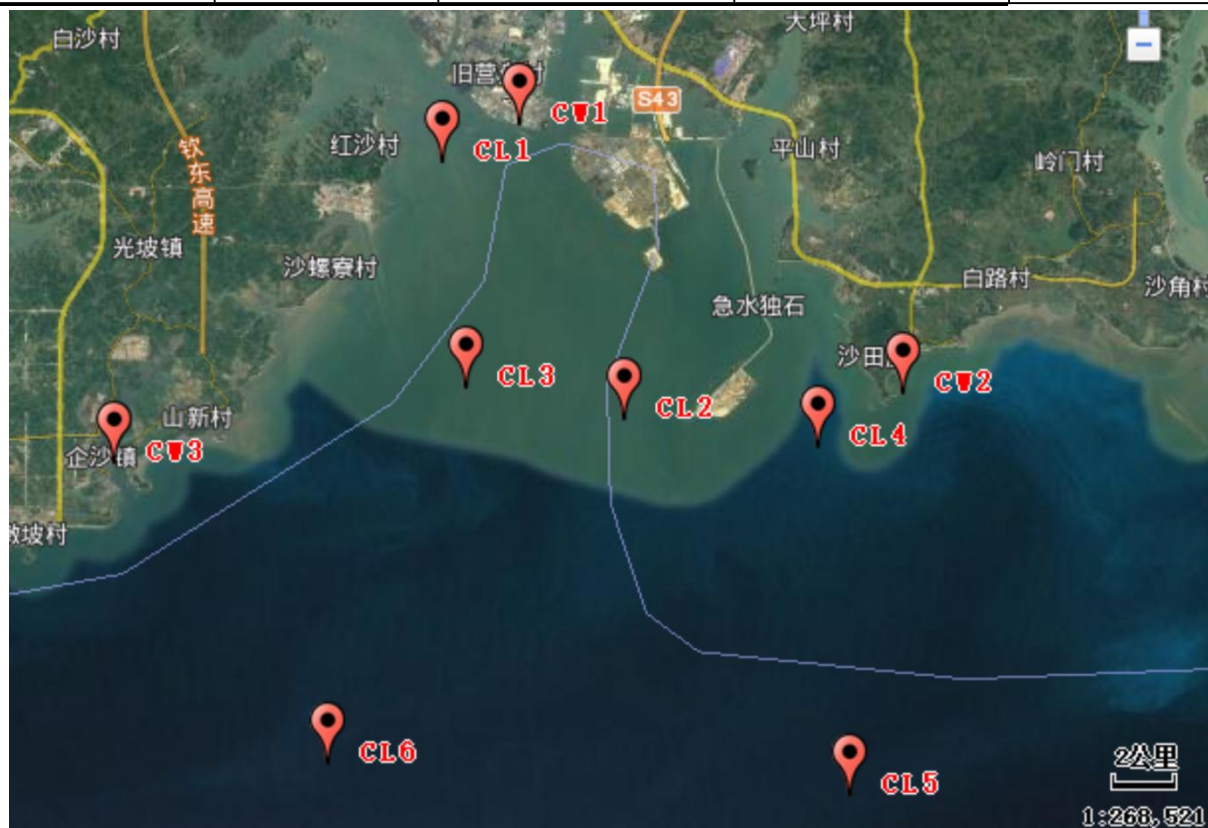 白沙村
大坪村
旧营
村
CW1
S43
CL1
红沙村
平山村
岭门村
钦东高速
光坡镇
沙螺寮村
白路村
沙角村
急水独石
沙田
CL3
CW2
CL2
山新村
CL4
企沙镇
CW3
坡村
CL6
CL5
2公里
1:268,521